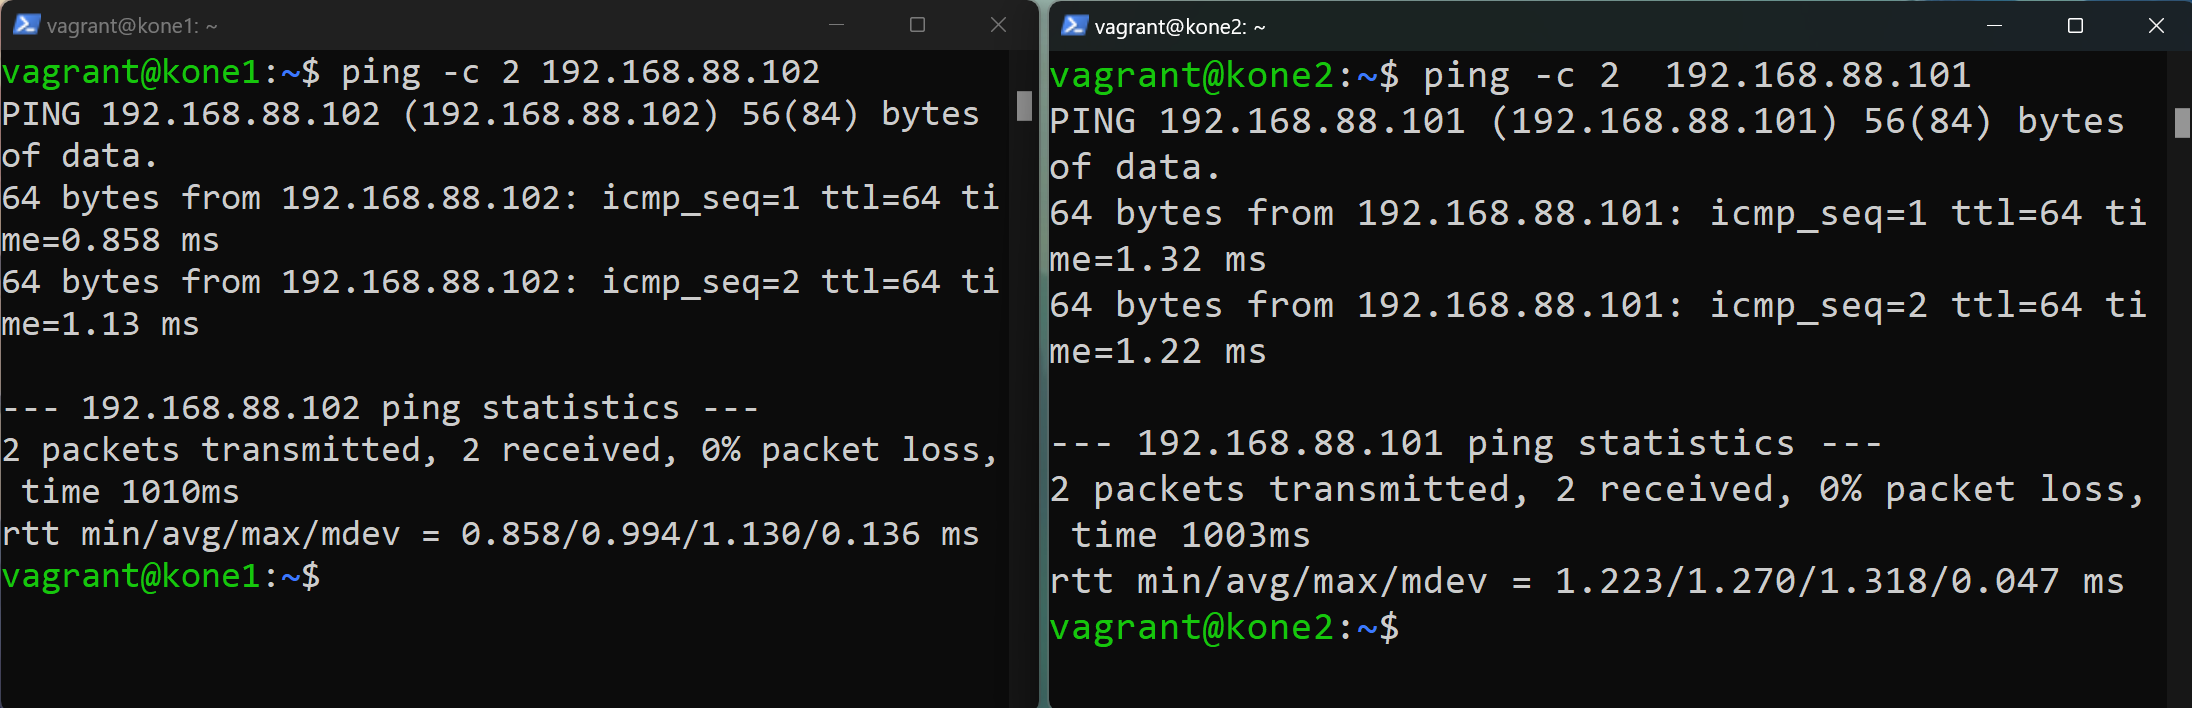 vagrant@kone1: ~
vagrant@kone1:~$ ping -c 2 192.168.88.102
PING 192.168.88.102 (192.168.88.102) 56(84) bytes
of data.
64 bytes from 192.168.88.102: icmp_seq=1 ttl=64 ti
me=0.858 ms
64 bytes from 192.168.88.102: icmp_seq=2 ttl=64 ti
me=1.13 ms
--- 192.168.88.102 ping statistics ---
2 packets transmitted, 2 received, 0% packet loss,
 time 1010ms
rtt min/avg/max/mdev = 0.858/0.994/1.130/0.136 ms
vagrant@kone1:~$
vagrant@kone2: ~
vagrant@kone2:~$ ping -c 2  192.168.88.101
PING 192.168.88.101 (192.168.88.101) 56(84) bytes
of data.
64 bytes from 192.168.88.101: icmp_seq=1 ttl=64 ti
me=1.32 ms
64 bytes from 192.168.88.101: icmp_seq=2 ttl=64 ti
me=1.22 ms
--- 192.168.88.101 ping statistics ---
2 packets transmitted, 2 received, 0% packet loss,
 time 1003ms
rtt min/avg/max/mdev = 1.223/1.270/1.318/0.047 ms
vagrant@kone2:~$